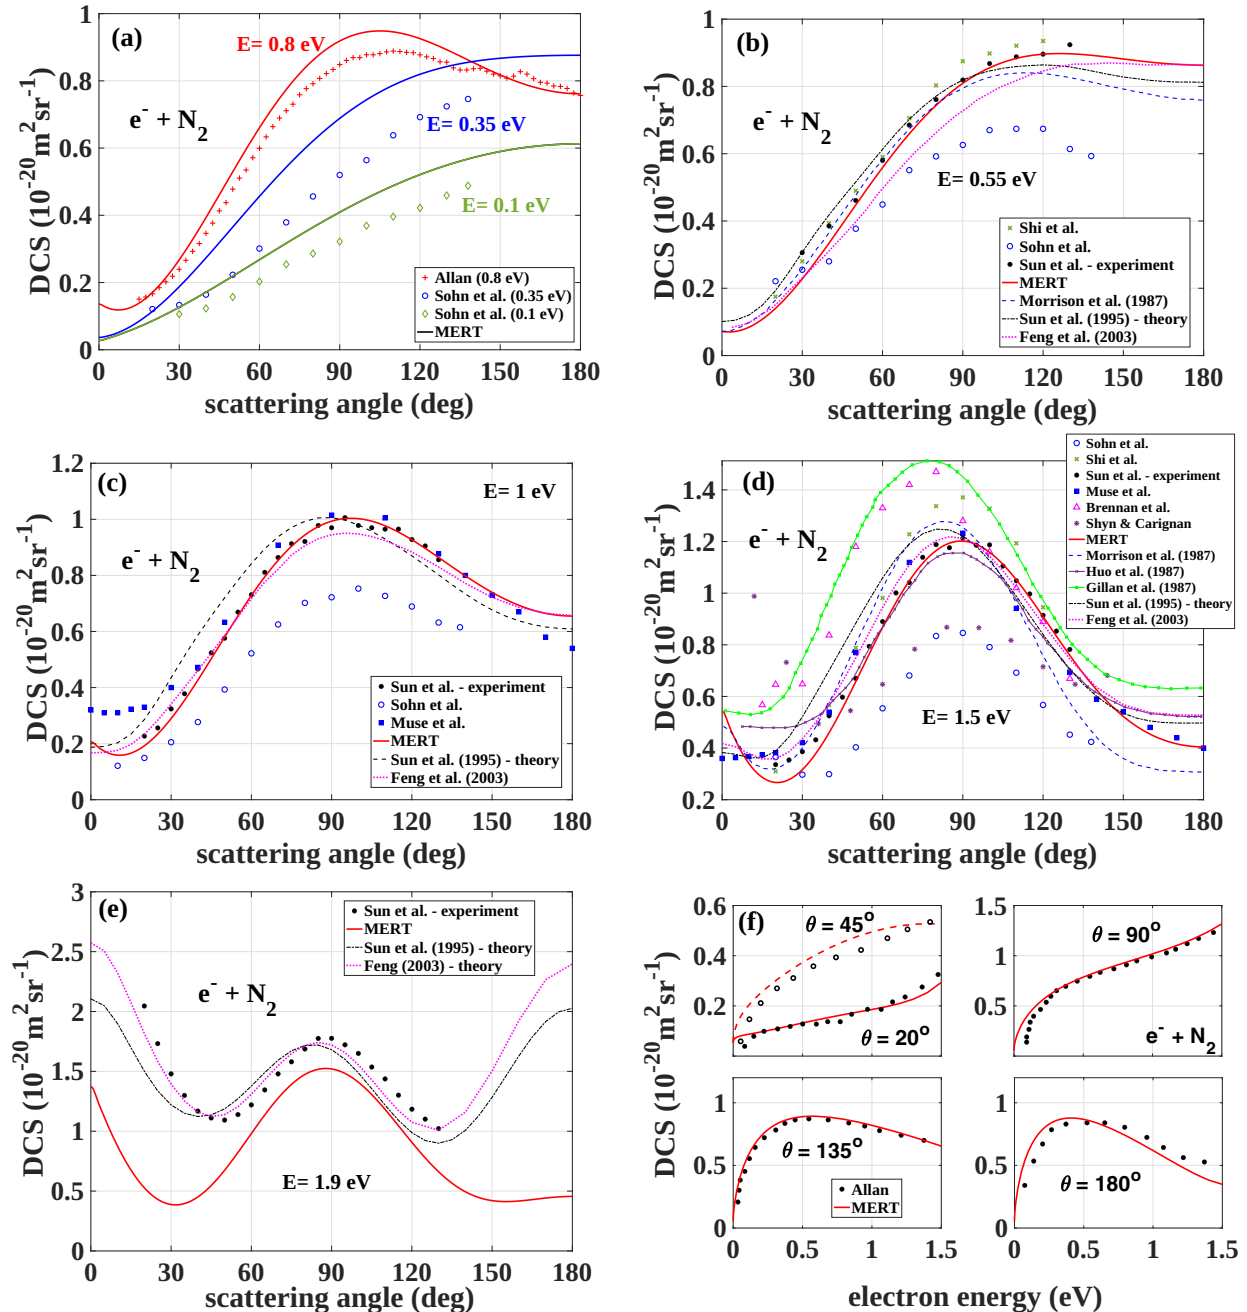 (a)
E= 0.8 eV
e⁻ + N₂
E= 0.35 eV
E= 0.1 eV
+ Allan (0.8 eV)
Sohn et al. (0.35 eV)
Sohn et al. (0.1 eV)
MERT
DCS (10⁻²⁰m²sr⁻¹)
0 0.2 0.4 0.6 0.8 1
0 30 60 90 120 150 180
scattering angle (deg)
(b)
e⁻ + N₂
E= 0.55 eV
Shi et al.
Sohn et al.
Sun et al. - experiment
MERT
Morrison et al. (1987)
Sun et al. (1995) - theory
Feng et al. (2003)
DCS (10⁻²⁰m²sr⁻¹)
0 0.2 0.4 0.6 0.8 1
0 30 60 90 120 150 180
scattering angle (deg)
(c)
E= 1 eV
e⁻ + N₂
Sun et al. - experiment
Sohn et al.
Muse et al.
MERT
Sun et al. (1995) - theory
Feng et al. (2003)
DCS (10⁻²⁰m²sr⁻¹)
0 0.2 0.4 0.6 0.8 1 1.2
0 30 60 90 120 150 180
scattering angle (deg)
(d)
e⁻ + N₂
E= 1.5 eV
Sohn et al.
Shi et al.
Sun et al. - experiment
Muse et al.
Brennan et al.
Shyn & Carignan
MERT
Morrison et al. (1987)
Huo et al. (1987)
Gillan et al. (1987)
Sun et al. (1995) - theory
Feng et al. (2003)
DCS (10⁻²⁰m²sr⁻¹)
0.2 0.4 0.6 0.8 1 1.2 1.4
0 30 60 90 120 150 180
scattering angle (deg)
(e)
e⁻ + N₂
E= 1.9 eV
Sun et al. - experiment
MERT
Sun et al. (1995) - theory
Feng (2003) - theory
DCS (10⁻²⁰m²sr⁻¹)
0 0.5 1 1.5 2 2.5 3
0 30 60 90 120 150 180
scattering angle (deg)
(f)
θ = 45°
θ = 20°
0.2 0.4 0.6
θ = 90°
e⁻ + N₂
0 0.5 1 1.5
θ = 135°
Allan
MERT
0 0.5 1
0 0.5 1 1.5
θ = 180°
0 0.5 1
0 0.5 1 1.5
DCS (10⁻²⁰m²sr⁻¹)
electron energy (eV)